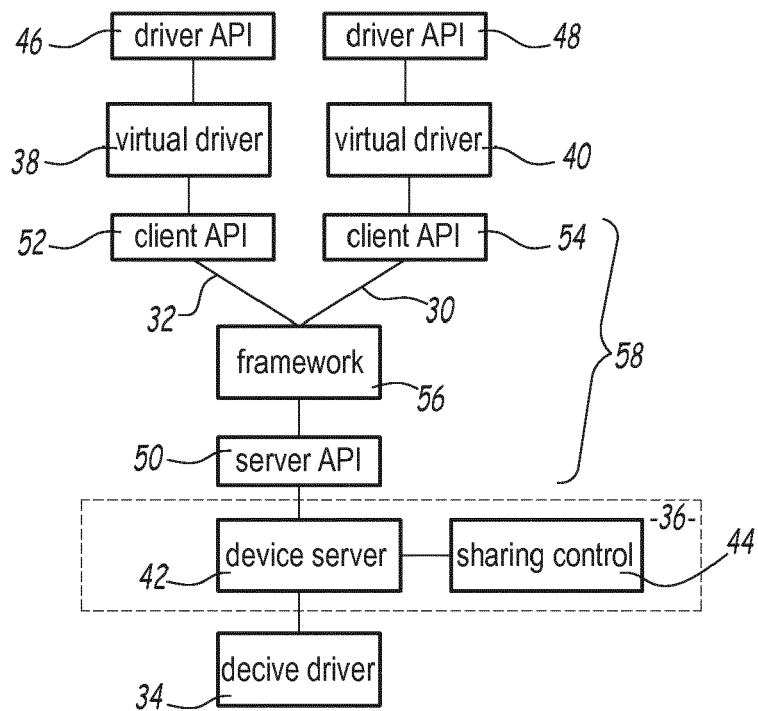 46 driver API driver API 48
virtual driver virtual driver
38 40
52 client API client API 54
32 30
framework 58
56
50 server API
-36-
device server sharing control 44
42
decive driver
34